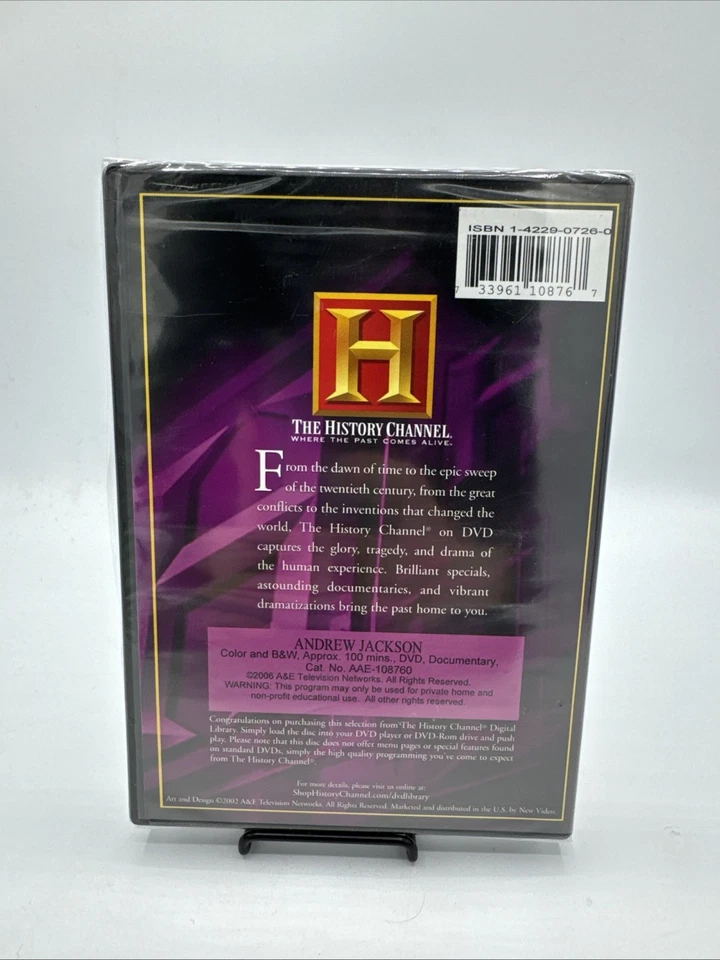 ISBN 1-4229-0726-0
7 33961 10876 7
H
THE HISTORY CHANNEL.
WHERE THE PAST COMES ALIVE.
From the dawn of time to the epic sweep
of the twentieth century, from the great
conflicts to the inventions that changed the
world, The History Channel® on DVD
captures the glory, tragedy, and drama of
the human experience. Brilliant specials,
astounding documentaries, and vibrant
dramatizations bring the past home to you.
ANDREW JACKSON
Color and B&W, Approx. 100 mins., DVD, Documentary,
Cat. No. AAE-108760
©2006 A&E Television Networks. All Rights Reserved.
WARNING: This program may only be used for private home and
non-profit educational use. All other rights reserved.
Congratulations on purchasing this selection from The History Channel® Digital
Library. Simply load the disc into your DVD player or DVD-Rom drive and push
play. Please note that this disc does not offer menu pages or special features found
on standard DVDs, simply the high quality programming you've come to expect
from The History Channel®.
For more details, please visit us online at:
ShopHistoryChannel.com/dvdlibrary
Art and Design ©2002 A&E Television Networks. All Rights Reserved. Marketed and distributed in the U.S. by New Video.